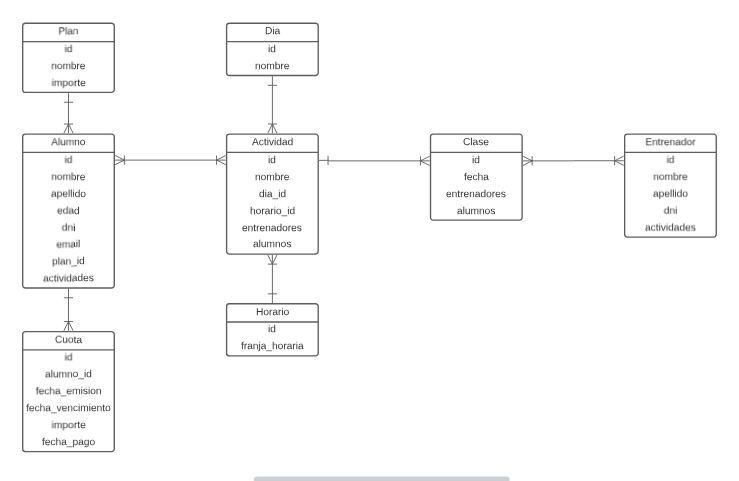 Plan
id
nombre
importe
Dia
id
nombre
Alumno
id
nombre
apellido
edad
dni
email
plan_id
actividades
Actividad
id
nombre
dia_id
horario_id
entrenadores
alumnos
Clase
id
fecha
entrenadores
alumnos
Entrenador
id
nombre
apellido
dni
actividades
Cuota
id
alumno_id
fecha_emision
fecha_vencimiento
importe
fecha_pago
Horario
id
franja_horaria